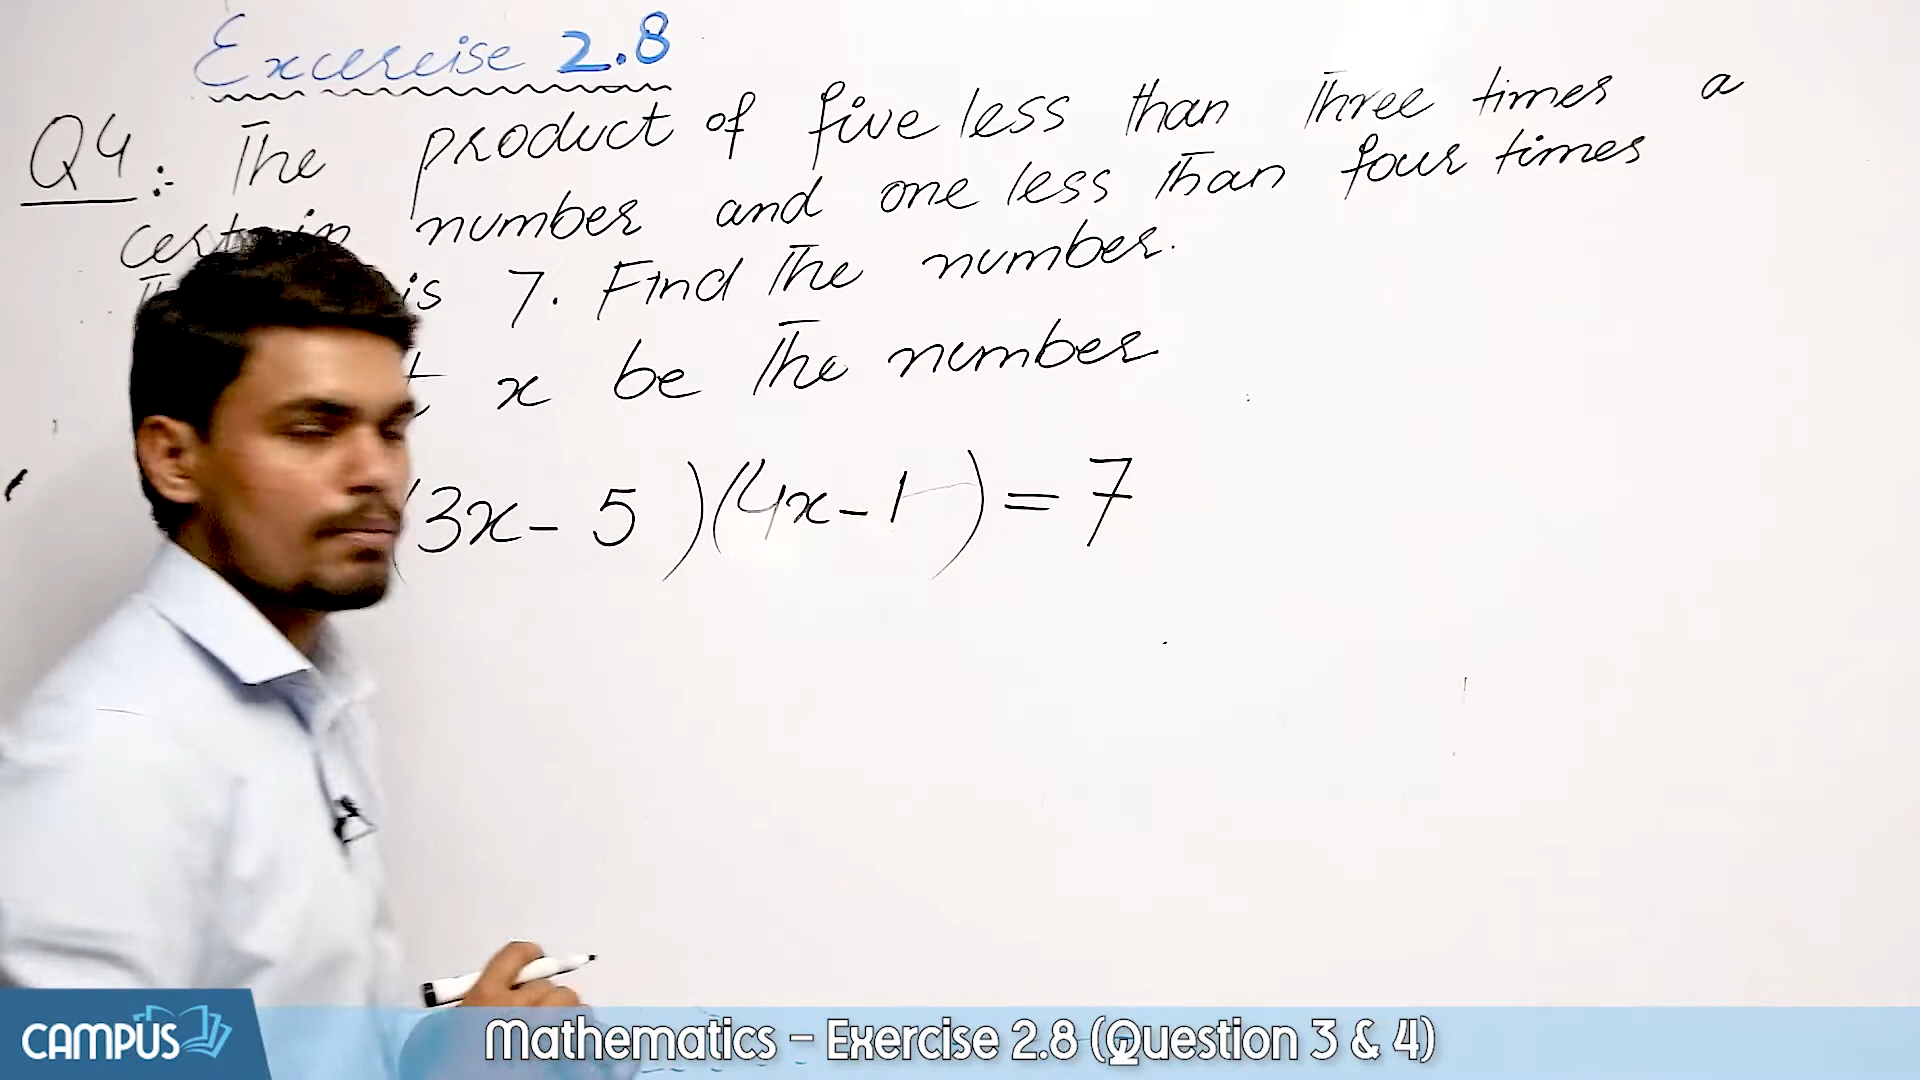 Excercise 2.8
Q4:- The product of five less than Three times a
certain number and one less Than four times
is 7. Find The number.
x be The number
(3x - 5 )(4x - 1 ) = 7
CAMPUS
Mathematics - Exercise 2.8 (Question 3 & 4)